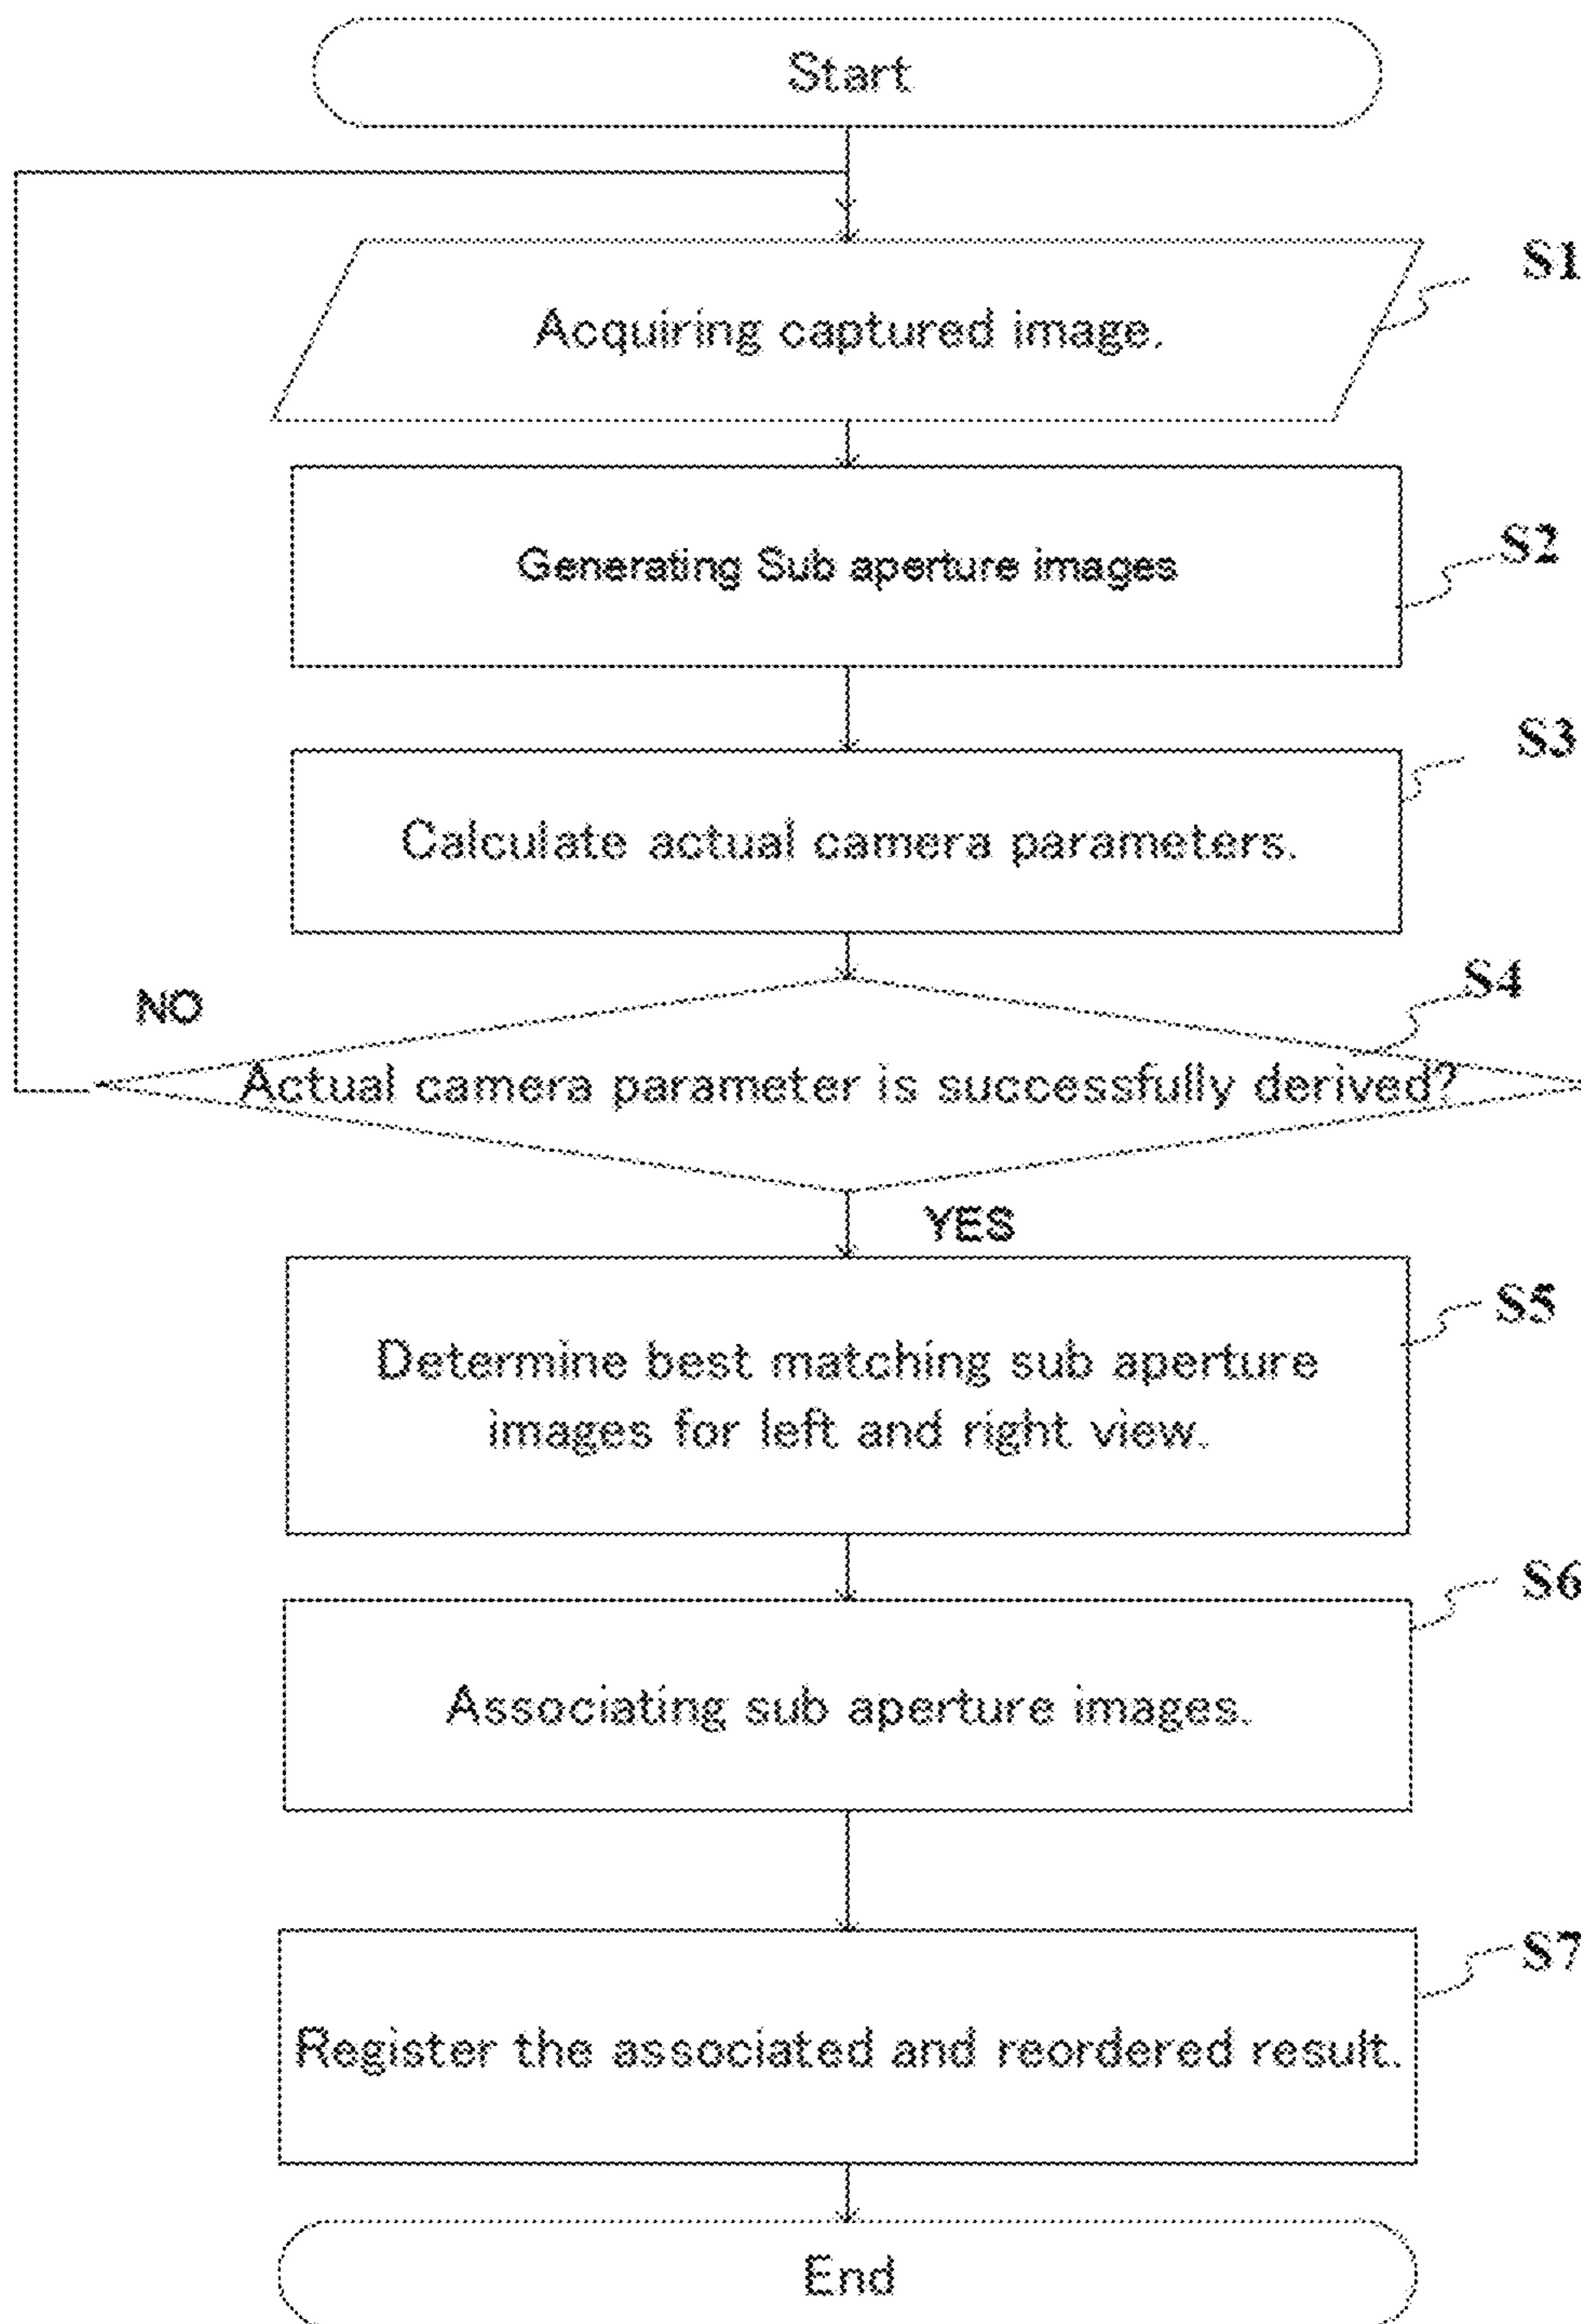 Start
S1
Acquiring captured image.
S2
Generating Sub aperture images
S3
Calculate actual camera parameters.
S4
NO
Actual camera parameter is successfully derived?
YES
S5
Determine best matching sub aperture
images for left and right view.
S6
Associating sub aperture images.
S7
Register the associated and reordered result.
End